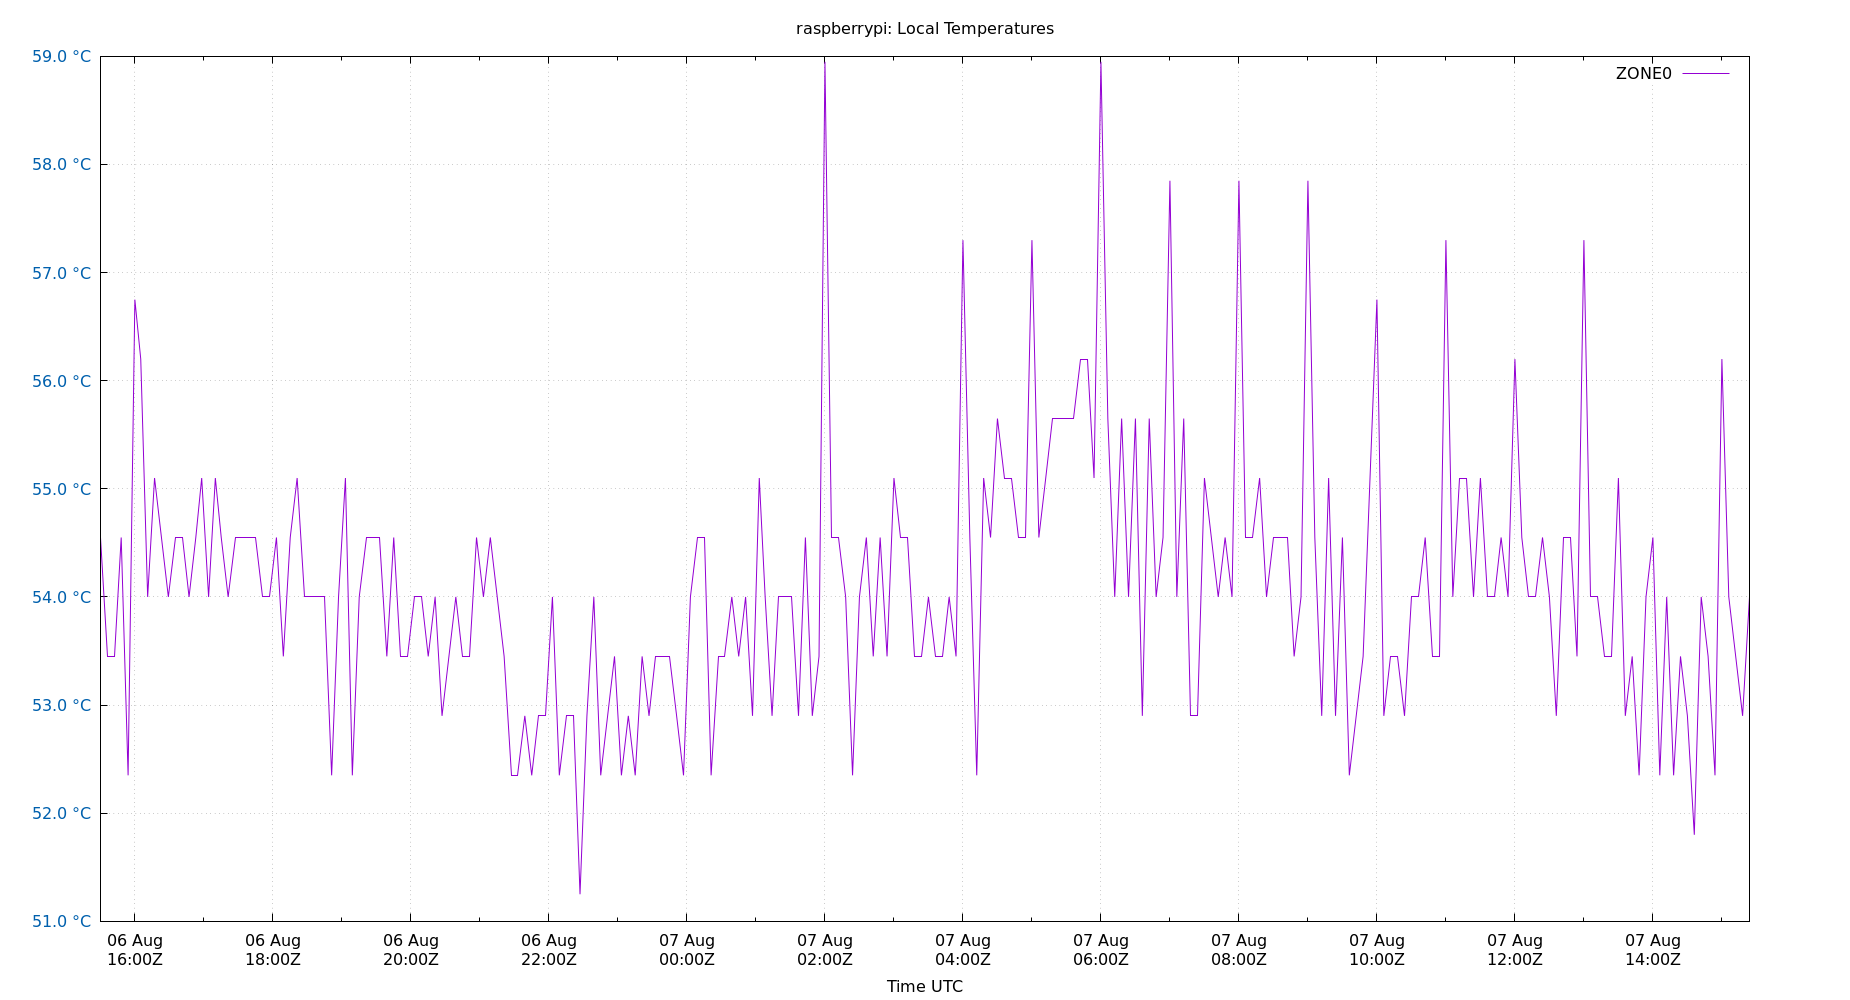 raspberrypi: Local Temperatures
59.0 °C
58.0 °C
57.0 °C
56.0 °C
55.0 °C
54.0 °C
53.0 °C
52.0 °C
51.0 °C
ZONE0
06 Aug
16:00Z
06 Aug
18:00Z
06 Aug
20:00Z
06 Aug
22:00Z
07 Aug
00:00Z
07 Aug
02:00Z
07 Aug
04:00Z
07 Aug
06:00Z
07 Aug
08:00Z
07 Aug
10:00Z
07 Aug
12:00Z
07 Aug
14:00Z
Time UTC